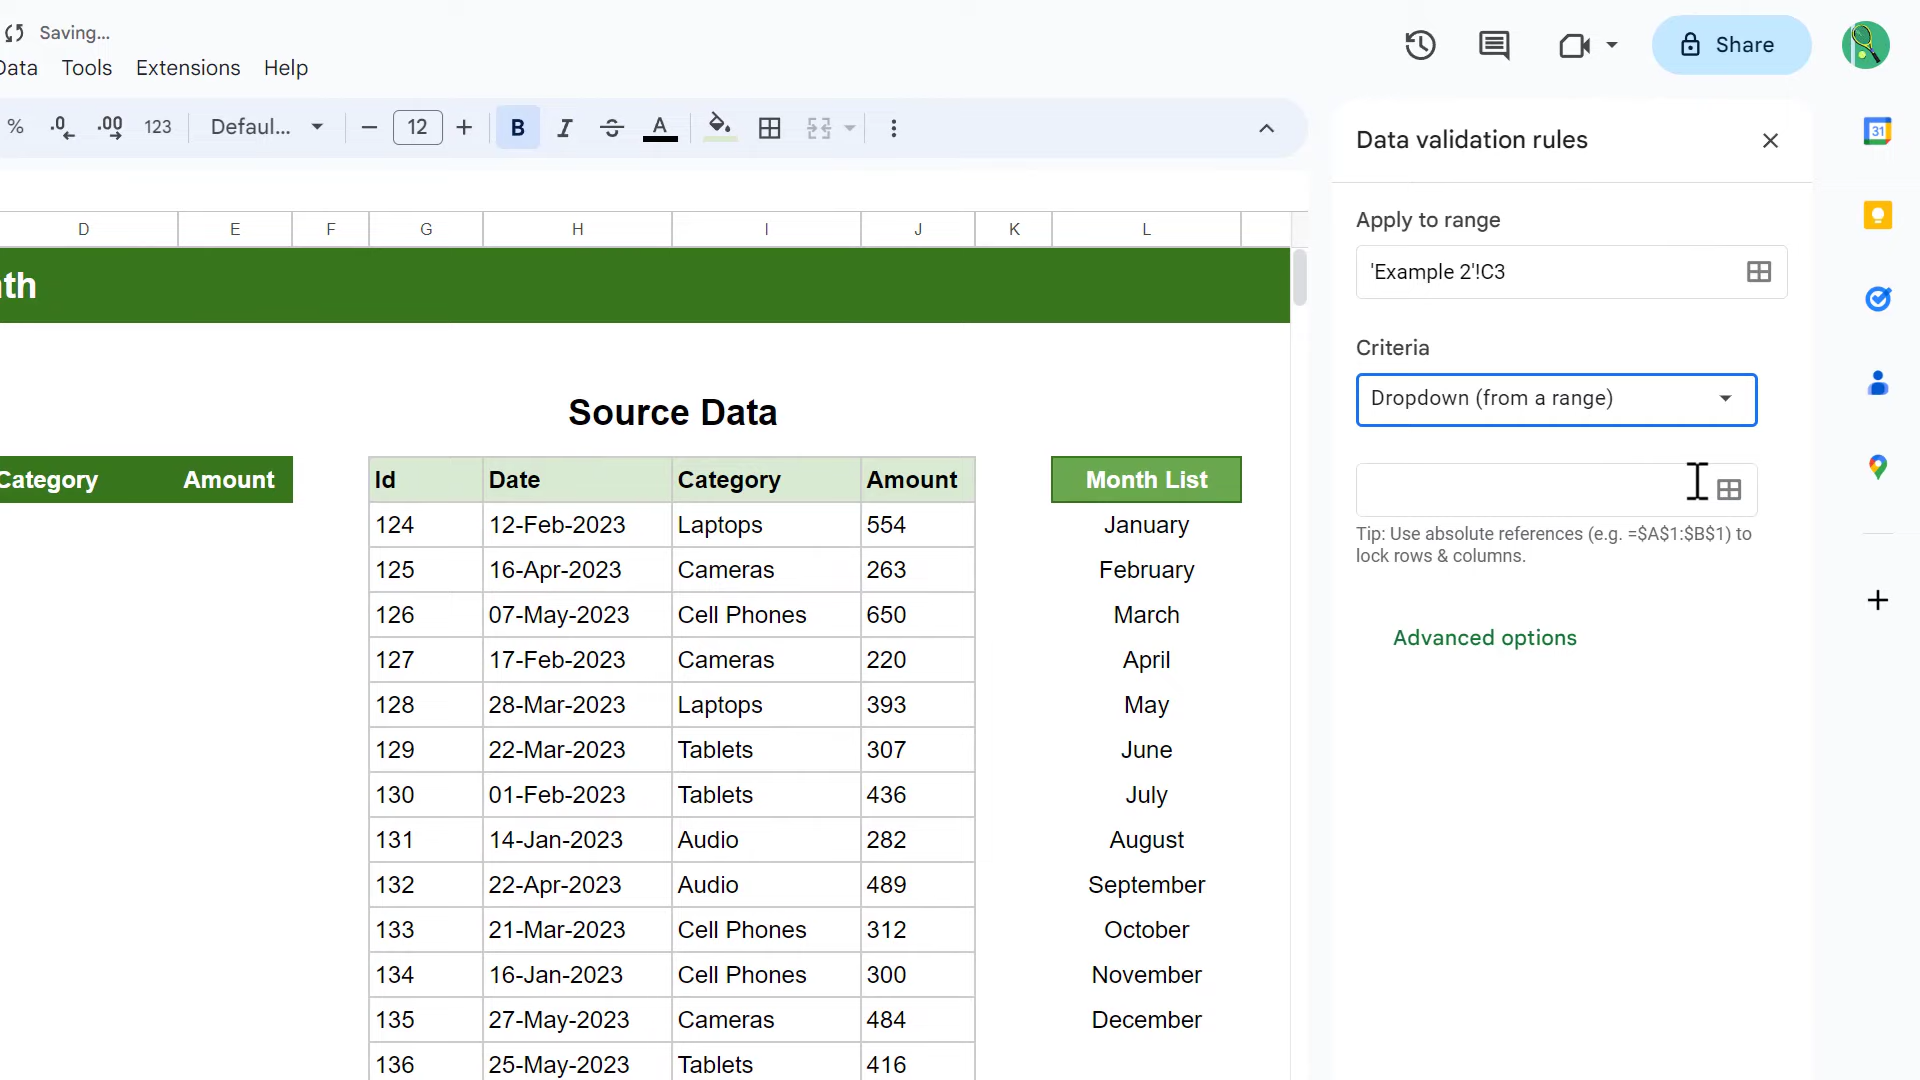 Saving...
Data Tools Extensions Help
% .0 .00 123 Defaul... − 12 + B I S A
Share
31
Data validation rules
Apply to range
'Example 2'!C3
Criteria
Dropdown (from a range)
Tip: Use absolute references (e.g. =$A$1:$B$1) to
lock rows & columns.
Advanced options
D E F G H I J K L
nth
Source Data
Category Amount
Id Date Category Amount
124 12-Feb-2023 Laptops 554
125 16-Apr-2023 Cameras 263
126 07-May-2023 Cell Phones 650
127 17-Feb-2023 Cameras 220
128 28-Mar-2023 Laptops 393
129 22-Mar-2023 Tablets 307
130 01-Feb-2023 Tablets 436
131 14-Jan-2023 Audio 282
132 22-Apr-2023 Audio 489
133 21-Mar-2023 Cell Phones 312
134 16-Jan-2023 Cell Phones 300
135 27-May-2023 Cameras 484
136 25-May-2023 Tablets 416
Month List
January
February
March
April
May
June
July
August
September
October
November
December